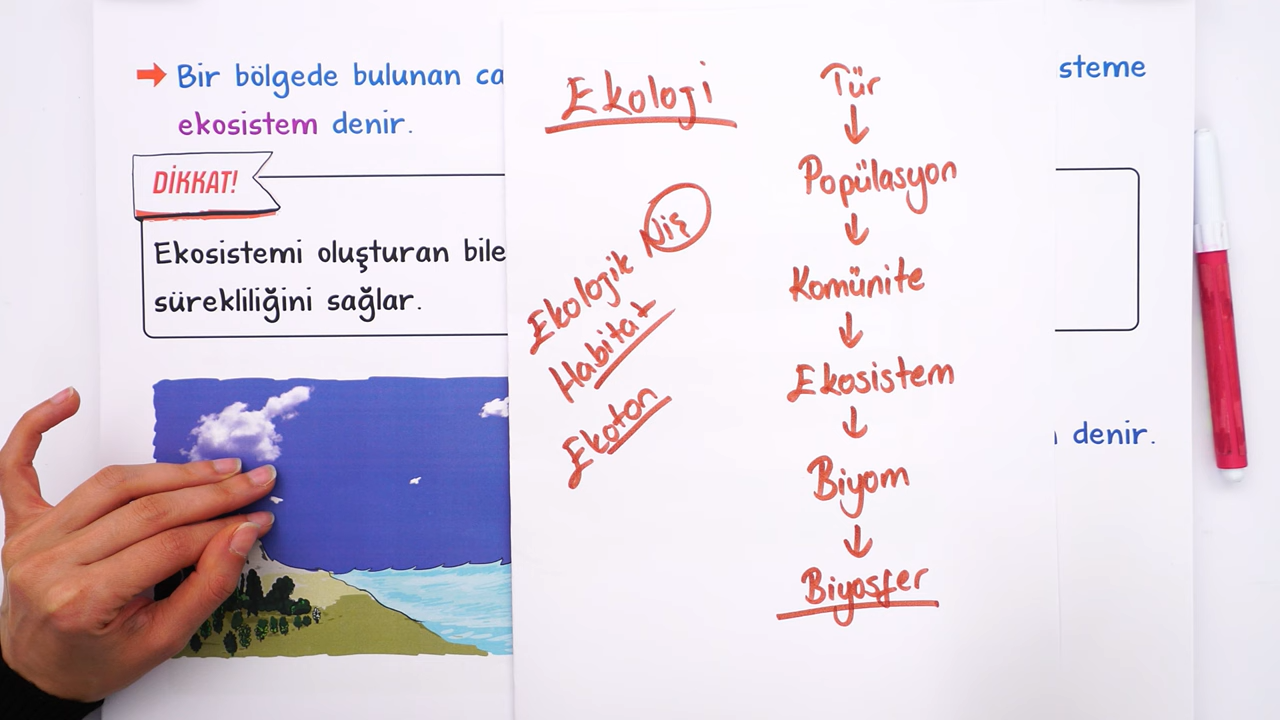 Bir bölgede bulunan ca
steme
ekosistem denir.
DİKKAT!
Ekosistemi oluşturan bile
sürekliliğini sağlar.
denir.
Ekoloji
Ekolojik Niş
Habitat
Ekoton
Tür
↓
Popülasyon
↓
Komünite
↓
Ekosistem
↓
Biyom
↓
Biyosfer